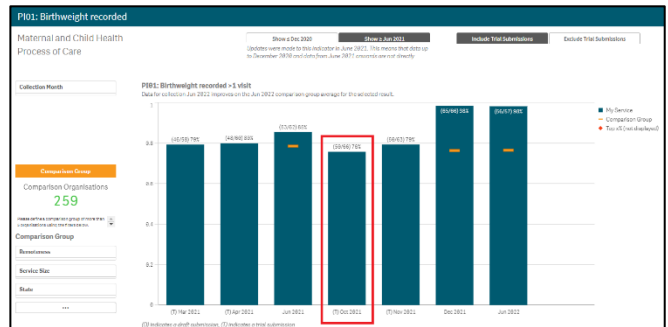 PI01: Birthweight recorded
Maternal and Child Health
Process of Care
Show ≤ Dec 2020
Show ≥ Jun 2021
Include Trial Submissions
Exclude Trial Submissions
Updates were made to this indicator in June 2021. This means that data up
to December 2020 and data from June 2021 onwards are not directly
Collection Month
PI01: Birthweight recorded >1 visit
Data for collection Jun 2022 improves on the Jun 2022 comparison group average for the selected result.
Comparison Group
Comparison Organisations
259
Comparison Group
Remoteness
Service Size
State
...
1
0.8
0.6
0.4
0.2
0
My Service
Comparison Group
Top x% (not displayed)
(T) Mar 2021
(T) Apr 2021
Jun 2021
(T) Oct 2021
(T) Nov 2021
Dec 2021
Jun 2022
(D) indicates a draft submission, (T) indicates a trial submission